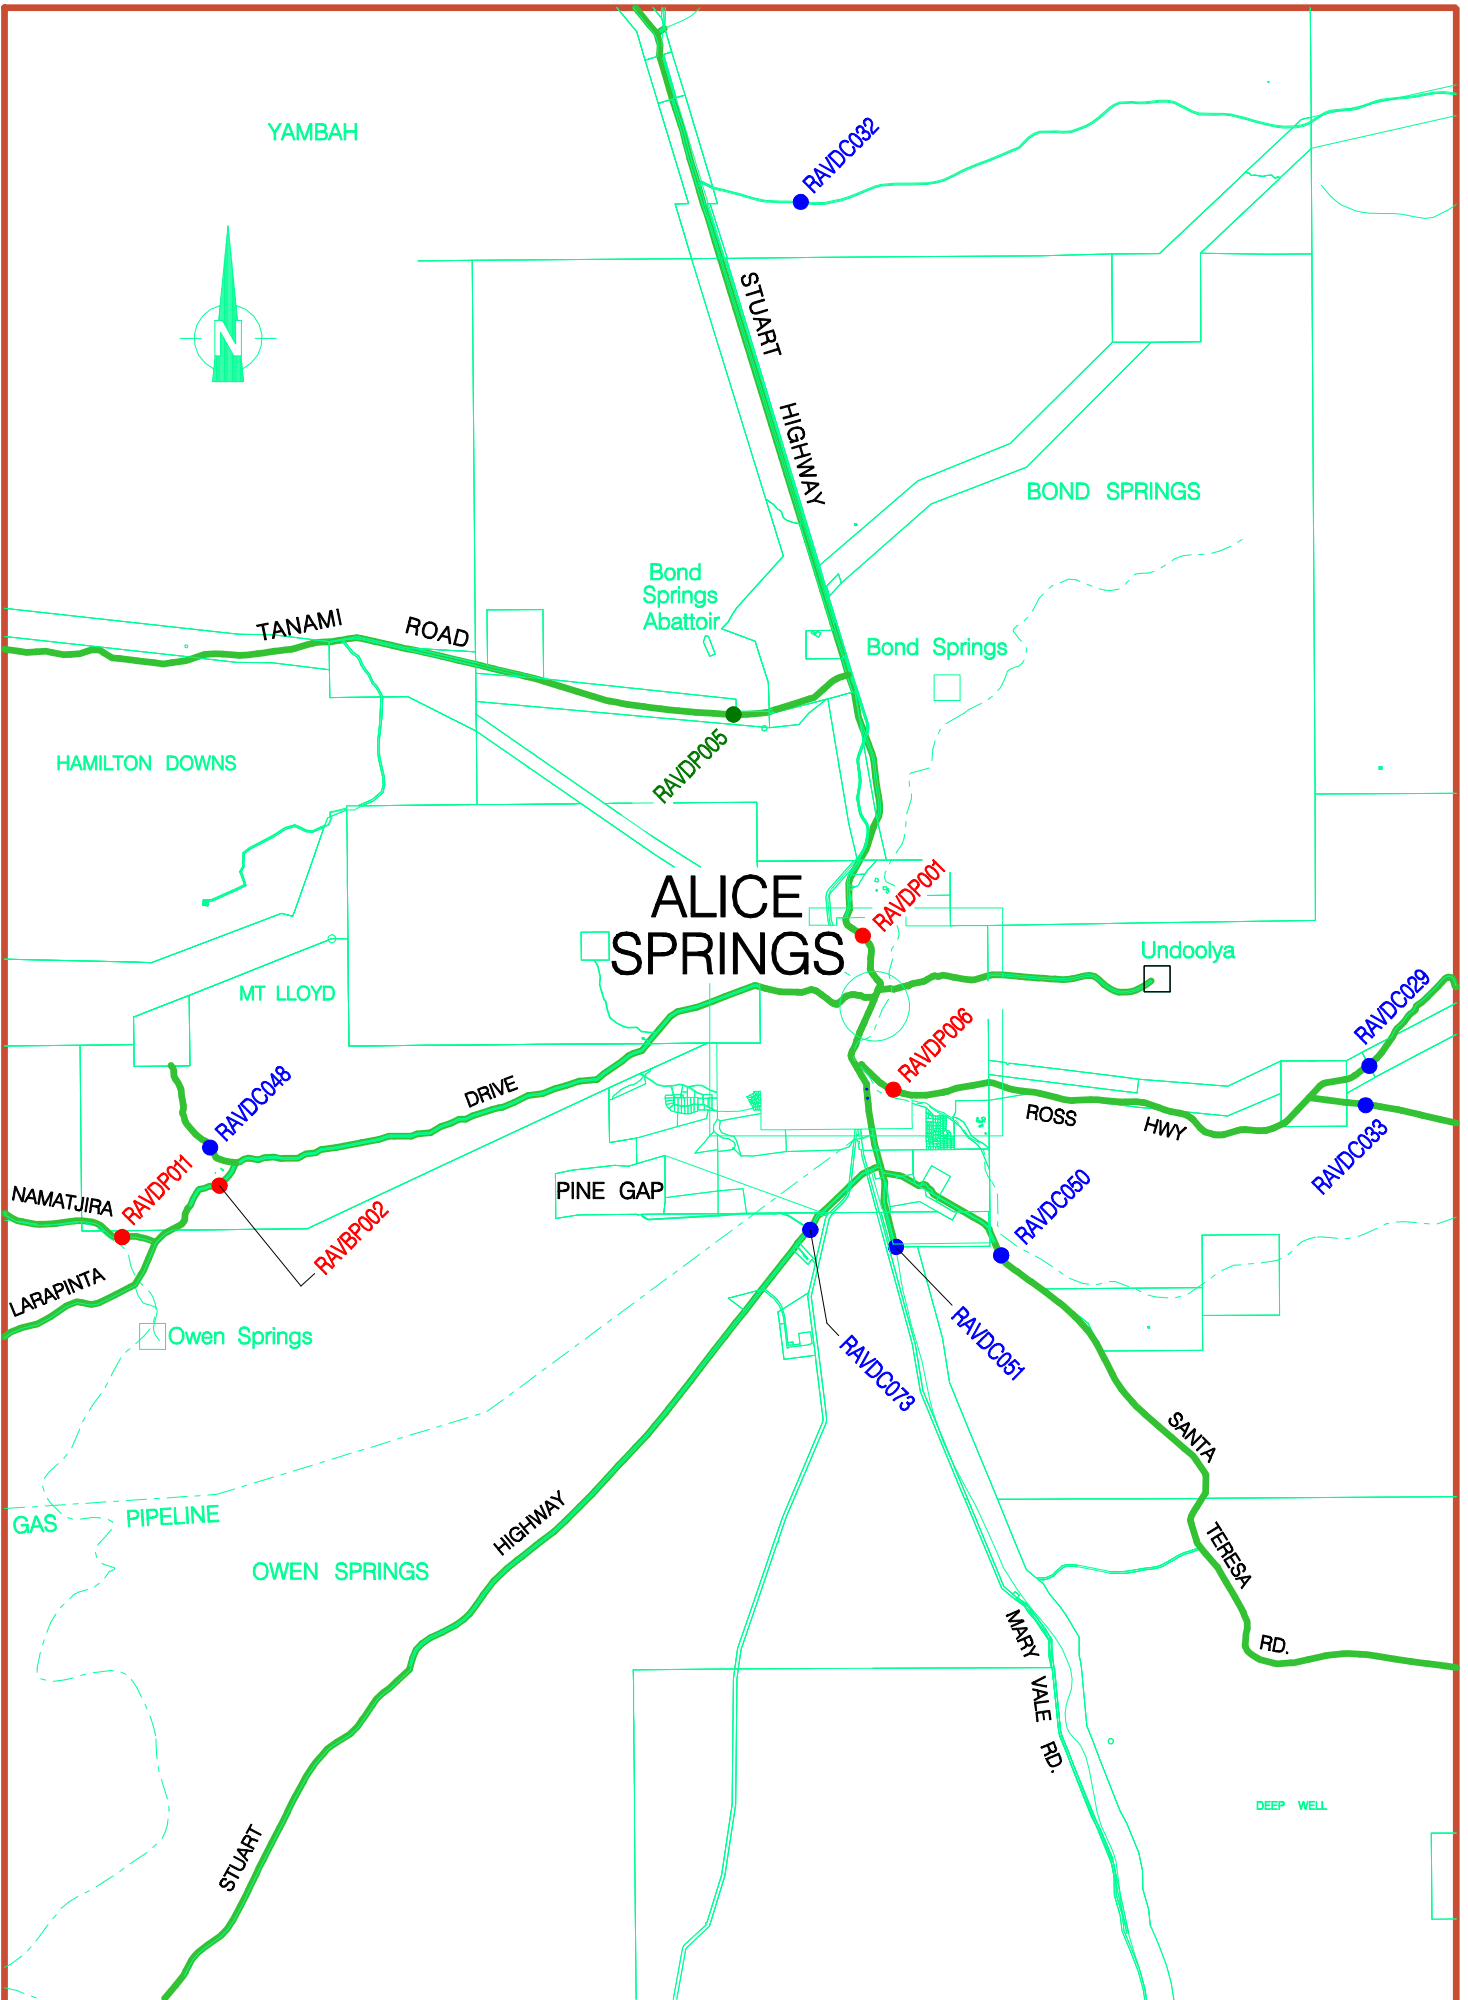 YAMBAH
RAVDC032
N
STUART
HIGHWAY
BOND SPRINGS
Bond
Springs
Abattoir
TANAMI ROAD
Bond Springs
RAVDP005
HAMILTON DOWNS
ALICE
SPRINGS
RAVDP001
Undoolya
MT LLOYD
RAVDC029
RAVDP006
DRIVE
RAVDC048
ROSS HWY
RAVDC033
RAVDP011
NAMATJIRA
PINE GAP
RAVDC050
RAVBP002
LARAPINTA
Owen Springs
RAVDC051
RAVDC073
SANTA
TERESA
RD.
GAS PIPELINE
HIGHWAY
OWEN SPRINGS
MARY
VALE
RD.
DEEP WELL
STUART